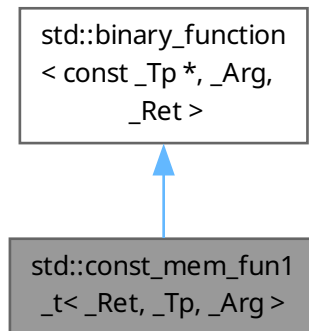 std::binary_function
< const _Tp *, _Arg,
_Ret >
std::const_mem_fun1
_t< _Ret, _Tp, _Arg >